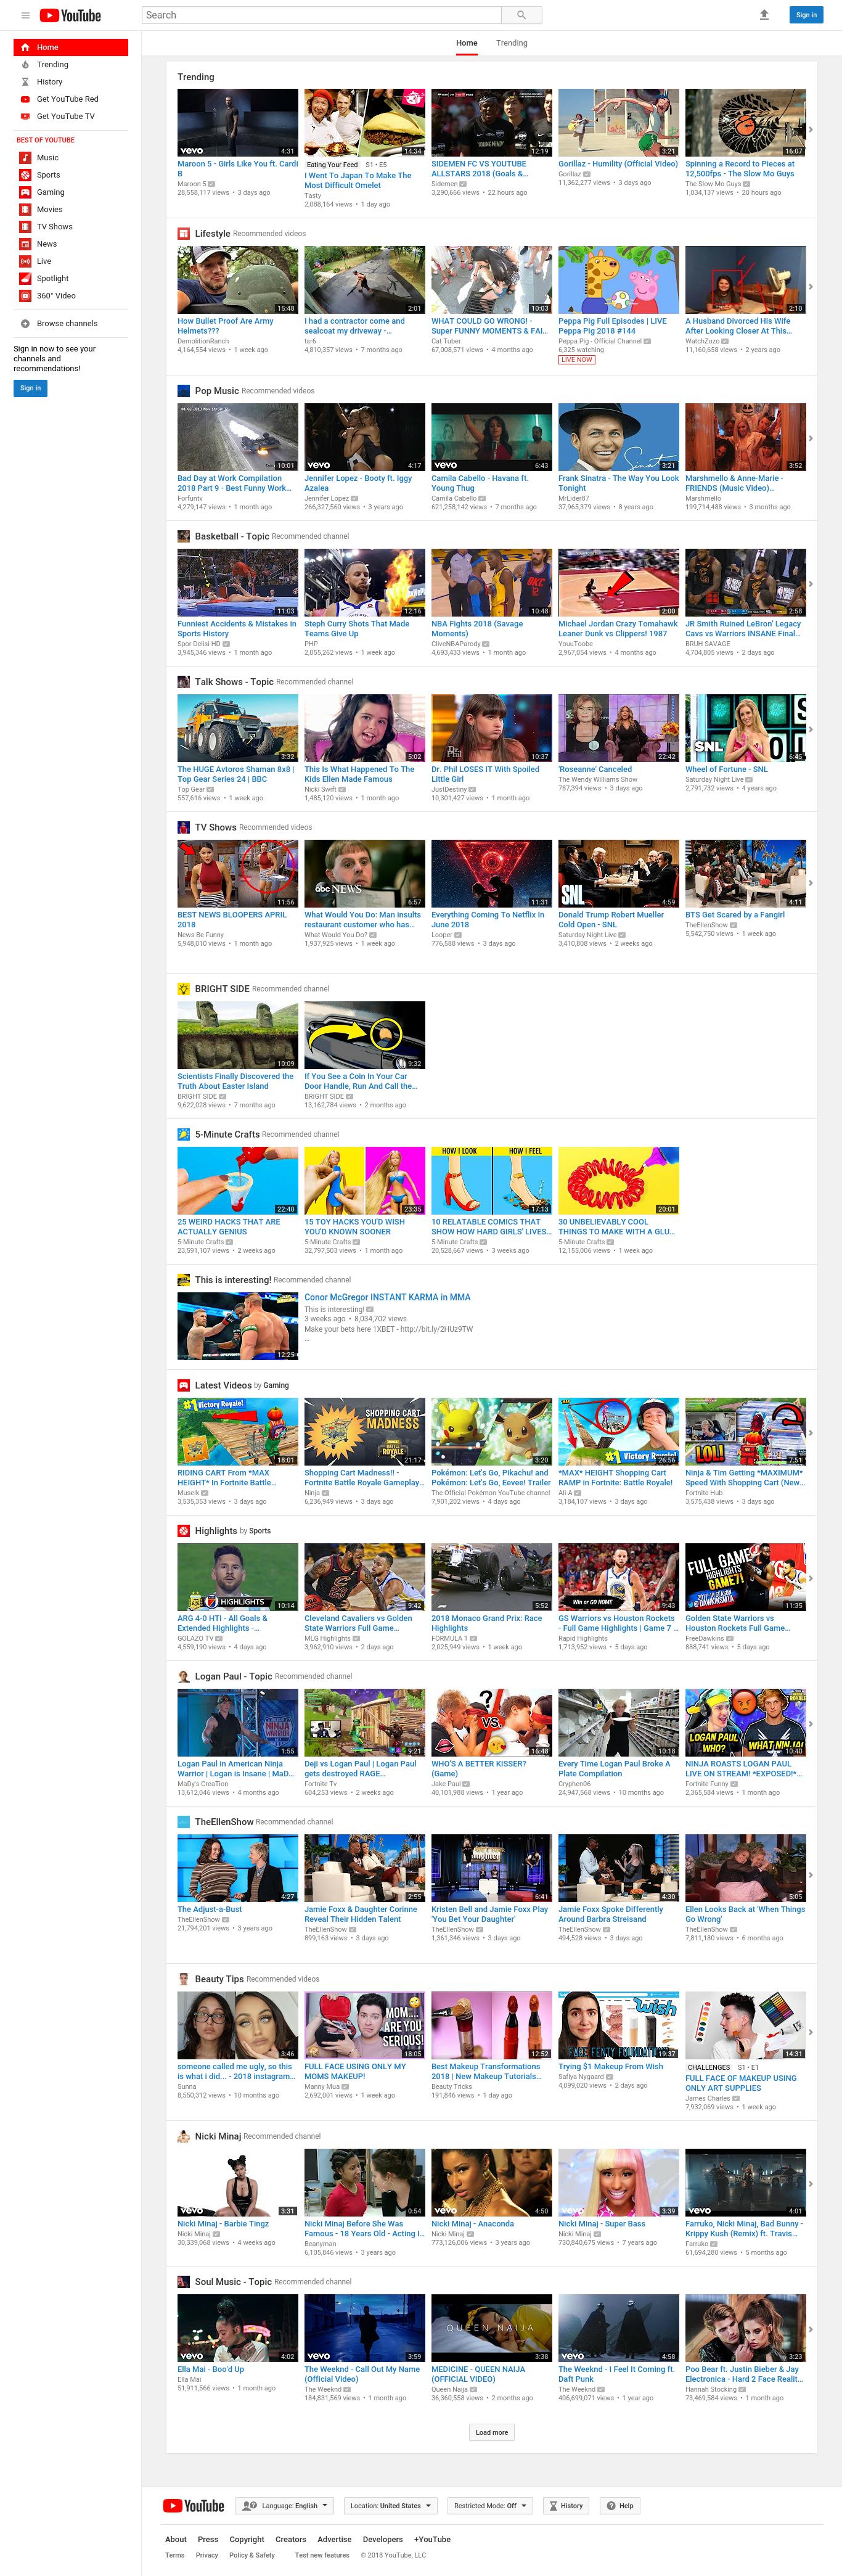 YouTube
Search
Sign in
Home
Trending
History
Get YouTube Red
Get YouTube TV
BEST OF YOUTUBE
Music
Sports
Gaming
Movies
TV Shows
News
Live
Spotlight
360° Video
Browse channels
Sign in now to see your
channels and
recommendations!
Sign in
Home Trending
Trending
vevo 4:31
Maroon 5 - Girls Like You ft. Cardi
B
Maroon 5
28,558,117 views • 3 days ago
14:34
Eating Your Feed S1 • E5
I Went To Japan To Make The
Most Difficult Omelet
Tasty
2,088,164 views • 1 day ago
12:19
SIDEMEN FC VS YOUTUBE
ALLSTARS 2018 (Goals &...
Sidemen
3,290,666 views • 22 hours ago
3:21
Gorillaz - Humility (Official Video)
Gorillaz
11,362,277 views • 3 days ago
16:07
Spinning a Record to Pieces at
12,500fps - The Slow Mo Guys
The Slow Mo Guys
1,034,137 views • 20 hours ago
Lifestyle Recommended videos
15:48
How Bullet Proof Are Army
Helmets???
DemolitionRanch
4,164,554 views • 1 week ago
2:01
I had a contractor come and
sealcoat my driveway -...
tsr6
4,810,357 views • 7 months ago
10:03
WHAT COULD GO WRONG! -
Super FUNNY MOMENTS & FAI...
Cat Tuber
67,008,571 views • 4 months ago
Peppa Pig Full Episodes | LIVE
Peppa Pig 2018 #144
Peppa Pig - Official Channel
6,325 watching
LIVE NOW
2:10
A Husband Divorced His Wife
After Looking Closer At This...
WatchZozo
11,160,658 views • 2 years ago
Pop Music Recommended videos
10:01
Bad Day at Work Compilation
2018 Part 9 - Best Funny Work...
Forfuntv
4,279,147 views • 1 month ago
vevo 4:17
Jennifer Lopez - Booty ft. Iggy
Azalea
Jennifer Lopez
266,327,560 views • 3 years ago
vevo 6:43
Camila Cabello - Havana ft.
Young Thug
Camila Cabello
621,258,142 views • 7 months ago
Sinatra 3:21
Frank Sinatra - The Way You Look
Tonight
MrLider87
37,965,379 views • 8 years ago
3:52
Marshmello & Anne-Marie -
FRIENDS (Music Video)...
Marshmello
199,714,488 views • 3 months ago
Basketball - Topic Recommended channel
11:03
Funniest Accidents & Mistakes in
Sports History
Spor Delisi HD
3,945,346 views • 1 month ago
12:16
Steph Curry Shots That Made
Teams Give Up
PHP
2,055,262 views • 1 week ago
10:48
NBA Fights 2018 (Savage
Moments)
CliveNBAParody
4,693,433 views • 1 month ago
2:00
Michael Jordan Crazy Tomahawk
Leaner Dunk vs Clippers! 1987
YouuToobe
2,967,054 views • 4 months ago
2:58
JR Smith Ruined LeBron' Legacy
Cavs vs Warriors INSANE Final...
BRUH SAVAGE
4,704,805 views • 2 days ago
Talk Shows - Topic Recommended channel
3:32
The HUGE Avtoros Shaman 8x8 |
Top Gear Series 24 | BBC
Top Gear
557,616 views • 1 week ago
5:02
This Is What Happened To The
Kids Ellen Made Famous
Nicki Swift
1,485,120 views • 1 month ago
Dr. Phil 10:37
Dr. Phil LOSES IT With Spoiled
Little Girl
JustDestiny
10,301,427 views • 1 month ago
22:42
'Roseanne' Canceled
The Wendy Williams Show
787,394 views • 3 days ago
SNL 6:45
Wheel of Fortune - SNL
Saturday Night Live
2,791,732 views • 4 years ago
TV Shows Recommended videos
11:56
BEST NEWS BLOOPERS APRIL
2018
News Be Funny
5,948,010 views • 1 month ago
abc NEWS 6:57
What Would You Do: Man insults
restaurant customer who has...
What Would You Do?
1,937,925 views • 1 week ago
11:31
Everything Coming To Netflix In
June 2018
Looper
776,588 views • 3 days ago
SNL 4:59
Donald Trump Robert Mueller
Cold Open - SNL
Saturday Night Live
3,410,808 views • 2 weeks ago
4:11
BTS Get Scared by a Fangirl
TheEllenShow
5,542,750 views • 1 week ago
BRIGHT SIDE Recommended channel
10:09
Scientists Finally Discovered the
Truth About Easter Island
BRIGHT SIDE
9,622,028 views • 7 months ago
9:32
If You See a Coin In Your Car
Door Handle, Run And Call the...
BRIGHT SIDE
13,162,784 views • 2 months ago
5-Minute Crafts Recommended channel
22:40
25 WEIRD HACKS THAT ARE
ACTUALLY GENIUS
5-Minute Crafts
23,591,107 views • 2 weeks ago
23:35
15 TOY HACKS YOU'D WISH
YOU'D KNOWN SOONER
5-Minute Crafts
32,797,503 views • 1 month ago
HOW I LOOK HOW I FEEL
17:13
10 RELATABLE COMICS THAT
SHOW HOW HARD GIRLS' LIVES...
5-Minute Crafts
20,528,667 views • 3 weeks ago
20:01
30 UNBELIEVABLY COOL
THINGS TO MAKE WITH A GLU...
5-Minute Crafts
12,155,006 views • 1 week ago
This is interesting! Recommended channel
12:25
Conor McGregor INSTANT KARMA in MMA
This is interesting!
3 weeks ago • 8,034,702 views
Make your bets here 1XBET - http://bit.ly/2HUz9TW
...
Latest Videos by Gaming
#1 Victory Royale!
18:01
RIDING CART From *MAX
HEIGHT* In Fortnite Battle...
Muselk
3,535,353 views • 3 days ago
SHOPPING CART
MADNESS
BATTLE
ROYALE
21:17
Shopping Cart Madness!! -
Fortnite Battle Royale Gameplay...
Ninja
6,236,949 views • 3 days ago
3:20
Pokémon: Let's Go, Pikachu! and
Pokémon: Let's Go, Eevee! Trailer
The Official Pokémon YouTube channel
7,901,202 views • 4 days ago
#1 Victory Royale!
26:56
*MAX* HEIGHT Shopping Cart
RAMP in Fortnite: Battle Royale!
Ali-A
3,184,107 views • 3 days ago
LOL!
7:51
Ninja & Tim Getting *MAXIMUM*
Speed With Shopping Cart (New...
Fortnite Hub
3,575,438 views • 3 days ago
Highlights by Sports
HIGHLIGHTS 10:14
ARG 4-0 HTI - All Goals &
Extended Highlights -...
GOLAZO TV
4,559,190 views • 4 days ago
9:42
Cleveland Cavaliers vs Golden
State Warriors Full Game...
MLG Highlights
3,962,910 views • 2 days ago
5:52
2018 Monaco Grand Prix: Race
Highlights
FORMULA 1
2,025,949 views • 1 week ago
Win or GO HOME 9:43
GS Warriors vs Houston Rockets
- Full Game Highlights | Game 7 ...
Rapid Highlights
1,713,952 views • 5 days ago
FULL GAME
HIGHLIGHTS
GAME 7!
2017-18 SEASON
@DAWKINSMTA
11:35
Golden State Warriors vs
Houston Rockets Full Game...
FreeDawkins
888,741 views • 5 days ago
Logan Paul - Topic Recommended channel
NINJA
WARRIOR
1:55
Logan Paul in American Ninja
Warrior | Logan is Insane | MaD...
MaDy's CreaTion
13,612,046 views • 4 months ago
9:21
Deji vs Logan Paul | Logan Paul
gets destroyed RAGE...
Fortnite Tv
604,253 views • 2 weeks ago
?
VS.
16:48
WHO'S A BETTER KISSER?
(Game)
Jake Paul
40,101,988 views • 1 year ago
10:18
Every Time Logan Paul Broke A
Plate Compilation
Cryphen06
24,947,568 views • 10 months ago
LOGAN PAUL
WHO?
WHAT NINJA!
10:40
NINJA ROASTS LOGAN PAUL
LIVE ON STREAM! *EXPOSED!*...
Fortnite Funny
2,365,584 views • 1 month ago
TheEllenShow Recommended channel
4:27
The Adjust-a-Bust
TheEllenShow
21,794,201 views • 3 years ago
2:55
Jamie Foxx & Daughter Corinne
Reveal Their Hidden Talent
TheEllenShow
899,163 views • 3 days ago
6:41
Kristen Bell and Jamie Foxx Play
'You Bet Your Daughter'
TheEllenShow
1,361,346 views • 3 days ago
4:30
Jamie Foxx Spoke Differently
Around Barbra Streisand
TheEllenShow
494,528 views • 3 days ago
5:05
Ellen Looks Back at 'When Things
Go Wrong'
TheEllenShow
7,811,180 views • 6 months ago
Beauty Tips Recommended videos
3:46
someone called me ugly, so this
is what i did... - 2018 instagram...
Sunna
8,550,312 views • 10 months ago
MOM....
ARE YOU
SERIOUS!
18:05
FULL FACE USING ONLY MY
MOMS MAKEUP!
Manny Mua
2,692,001 views • 1 week ago
12:52
Best Makeup Transformations
2018 | New Makeup Tutorials...
Beauty Tricks
191,846 views • 1 day ago
wish
FAKE FENTY FOUNDATION
19:37
Trying $1 Makeup From Wish
Safiya Nygaard
4,099,020 views • 2 days ago
14:31
CHALLENGES S1 • E1
FULL FACE OF MAKEUP USING
ONLY ART SUPPLIES
James Charles
7,932,069 views • 1 week ago
Nicki Minaj Recommended channel
vevo 3:31
Nicki Minaj - Barbie Tingz
Nicki Minaj
30,339,068 views • 4 weeks ago
0:54
Nicki Minaj Before She Was
Famous - 18 Years Old - Acting I...
Beanyman
6,105,846 views • 3 years ago
vevo 4:50
Nicki Minaj - Anaconda
Nicki Minaj
773,126,006 views • 3 years ago
vevo 3:39
Nicki Minaj - Super Bass
Nicki Minaj
730,840,675 views • 7 years ago
vevo 4:01
Farruko, Nicki Minaj, Bad Bunny -
Krippy Kush (Remix) ft. Travis...
Farruko
61,694,280 views • 5 months ago
Soul Music - Topic Recommended channel
vevo 4:02
Ella Mai - Boo'd Up
Ella Mai
51,911,566 views • 1 month ago
vevo 3:59
The Weeknd - Call Out My Name
(Official Video)
The Weeknd
184,831,569 views • 1 month ago
QUEEN NAIJA
3:38
MEDICINE - QUEEN NAIJA
(OFFICIAL VIDEO)
Queen Naija
36,360,558 views • 2 months ago
vevo 4:58
The Weeknd - I Feel It Coming ft.
Daft Punk
The Weeknd
406,699,071 views • 1 year ago
3:23
Poo Bear ft. Justin Bieber & Jay
Electronica - Hard 2 Face Realit...
Hannah Stocking
73,469,584 views • 1 month ago
Load more
YouTube
Language: English
Location: United States
Restricted Mode: Off
History
Help
About Press Copyright Creators Advertise Developers +YouTube
Terms Privacy Policy & Safety Test new features © 2018 YouTube, LLC